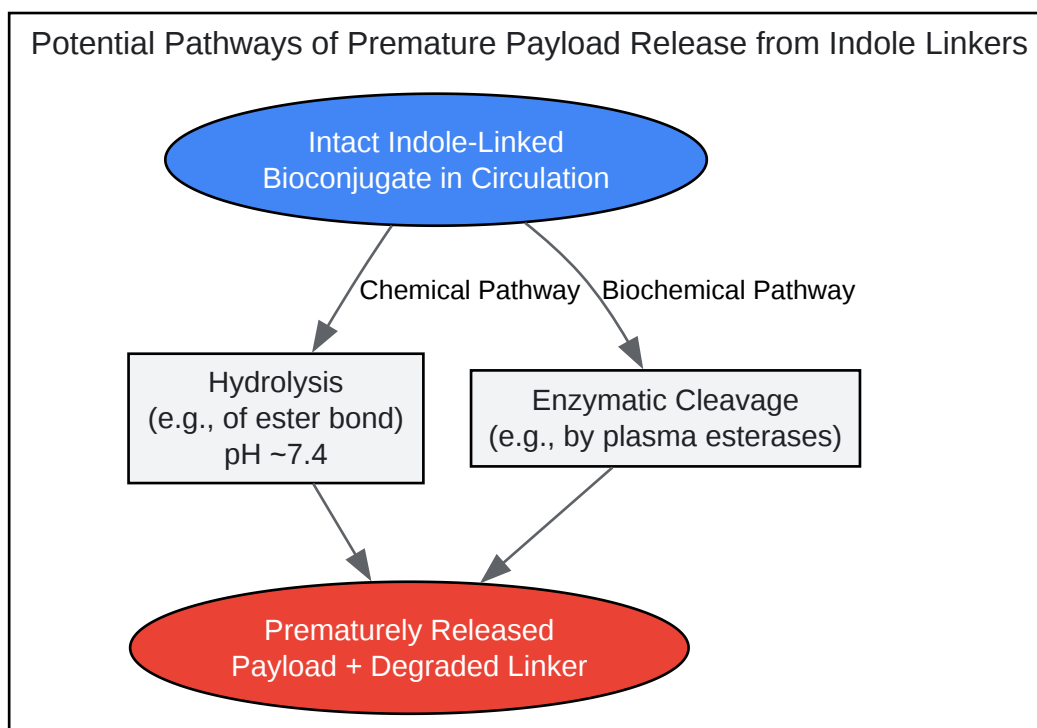 Potential Pathways of Premature Payload Release from Indole Linkers
Intact Indole-Linked
Bioconjugate in Circulation
Chemical Pathway
Biochemical Pathway
Hydrolysis
(e.g., of ester bond)
pH ~7.4
Enzymatic Cleavage
(e.g., by plasma esterases)
Prematurely Released
Payload + Degraded Linker